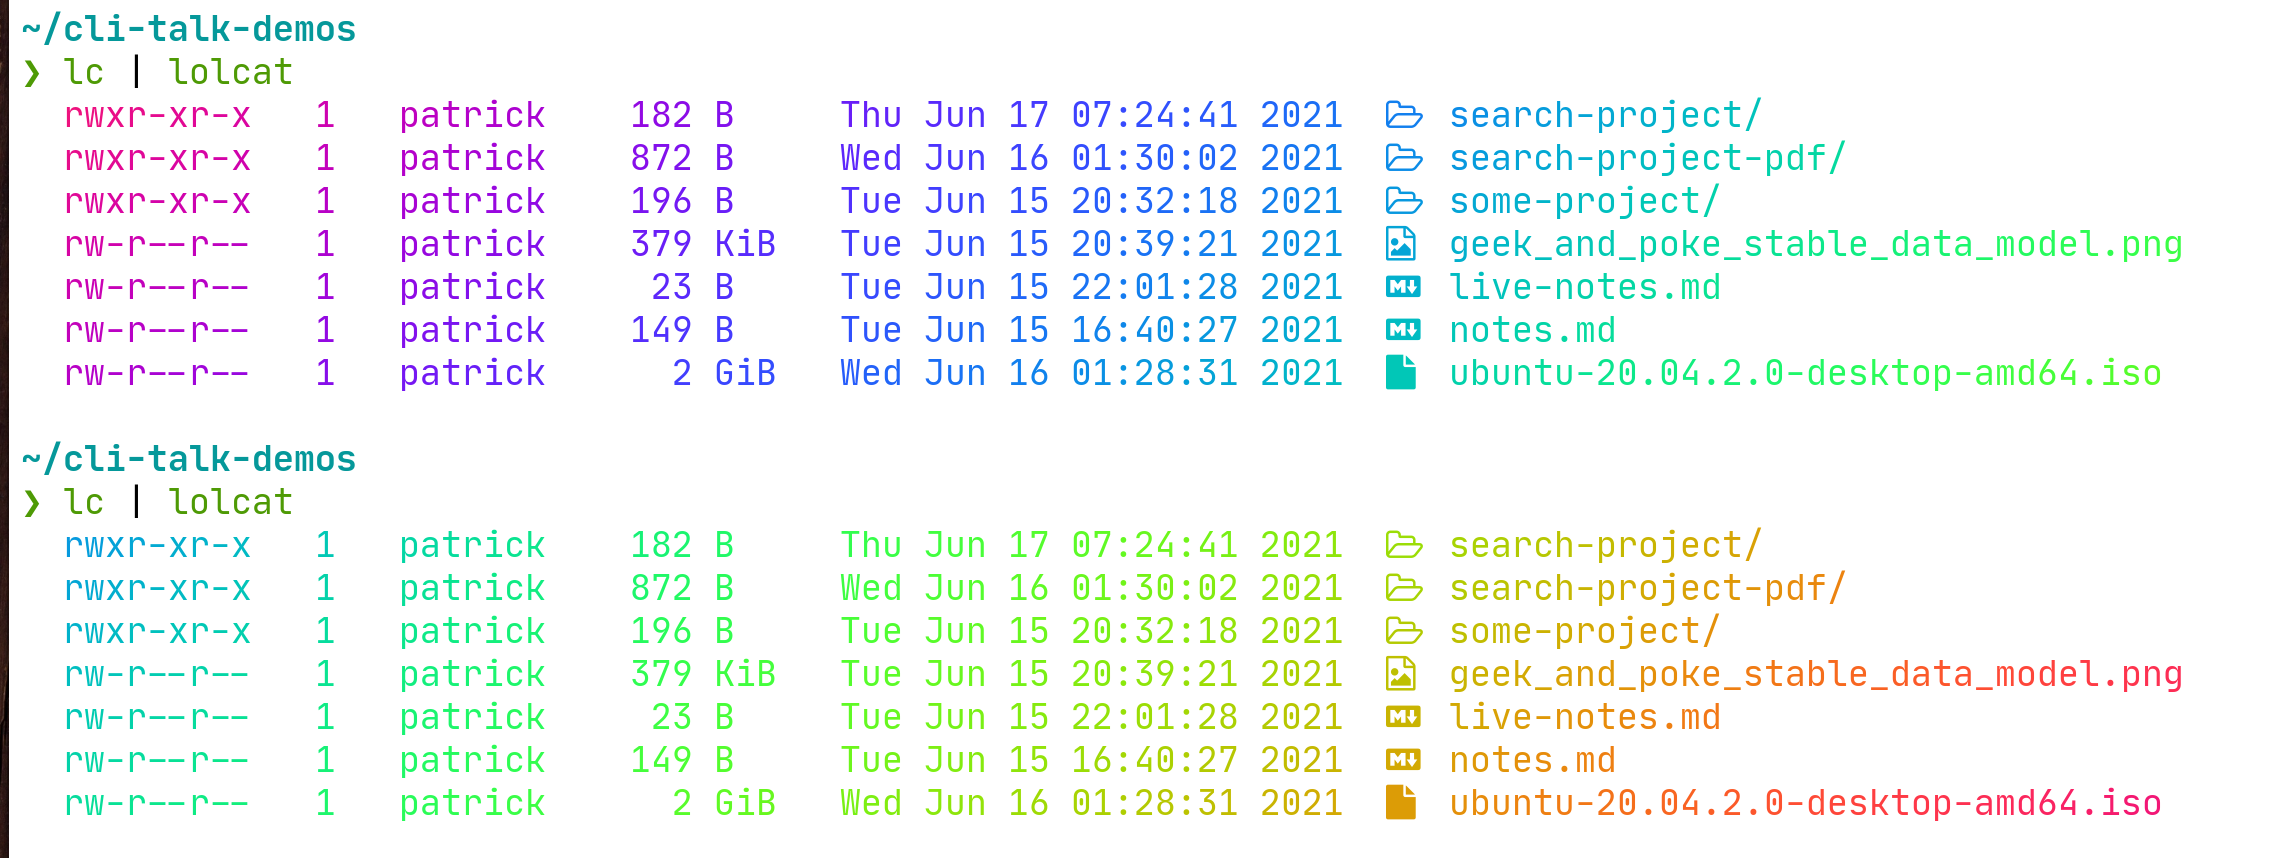 ~/cli-talk-demos
❯ lc | lolcat
rwxr-xr-x   1   patrick    182 B     Thu Jun 17 07:24:41 2021  search-project/
rwxr-xr-x   1   patrick    872 B     Wed Jun 16 01:30:02 2021  search-project-pdf/
rwxr-xr-x   1   patrick    196 B     Tue Jun 15 20:32:18 2021  some-project/
rw-r--r--   1   patrick    379 KiB   Tue Jun 15 20:39:21 2021  geek_and_poke_stable_data_model.png
rw-r--r--   1   patrick     23 B     Tue Jun 15 22:01:28 2021  live-notes.md
rw-r--r--   1   patrick    149 B     Tue Jun 15 16:40:27 2021  notes.md
rw-r--r--   1   patrick      2 GiB   Wed Jun 16 01:28:31 2021  ubuntu-20.04.2.0-desktop-amd64.iso
~/cli-talk-demos
❯ lc | lolcat
rwxr-xr-x   1   patrick    182 B     Thu Jun 17 07:24:41 2021  search-project/
rwxr-xr-x   1   patrick    872 B     Wed Jun 16 01:30:02 2021  search-project-pdf/
rwxr-xr-x   1   patrick    196 B     Tue Jun 15 20:32:18 2021  some-project/
rw-r--r--   1   patrick    379 KiB   Tue Jun 15 20:39:21 2021  geek_and_poke_stable_data_model.png
rw-r--r--   1   patrick     23 B     Tue Jun 15 22:01:28 2021  live-notes.md
rw-r--r--   1   patrick    149 B     Tue Jun 15 16:40:27 2021  notes.md
rw-r--r--   1   patrick      2 GiB   Wed Jun 16 01:28:31 2021  ubuntu-20.04.2.0-desktop-amd64.iso